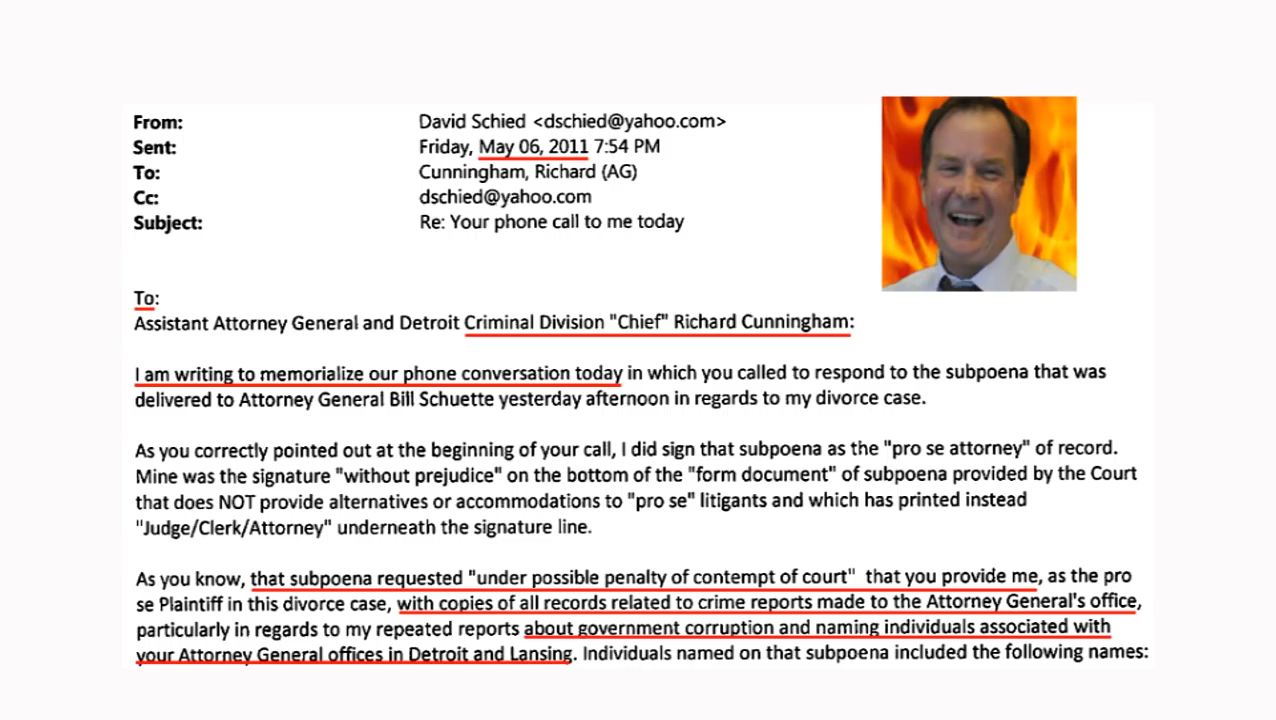 From: David Schied <dschied@yahoo.com>
Sent: Friday, May 06, 2011 7:54 PM
To: Cunningham, Richard (AG)
Cc: dschied@yahoo.com
Subject: Re: Your phone call to me today
To:
Assistant Attorney General and Detroit Criminal Division "Chief" Richard Cunningham:
I am writing to memorialize our phone conversation today in which you called to respond to the subpoena that was
delivered to Attorney General Bill Schuette yesterday afternoon in regards to my divorce case.
As you correctly pointed out at the beginning of your call, I did sign that subpoena as the "pro se attorney" of record.
Mine was the signature "without prejudice" on the bottom of the "form document" of subpoena provided by the Court
that does NOT provide alternatives or accommodations to "pro se" litigants and which has printed instead
"Judge/Clerk/Attorney" underneath the signature line.
As you know, that subpoena requested "under possible penalty of contempt of court" that you provide me, as the pro
se Plaintiff in this divorce case, with copies of all records related to crime reports made to the Attorney General's office,
particularly in regards to my repeated reports about government corruption and naming individuals associated with
your Attorney General offices in Detroit and Lansing. Individuals named on that subpoena included the following names: